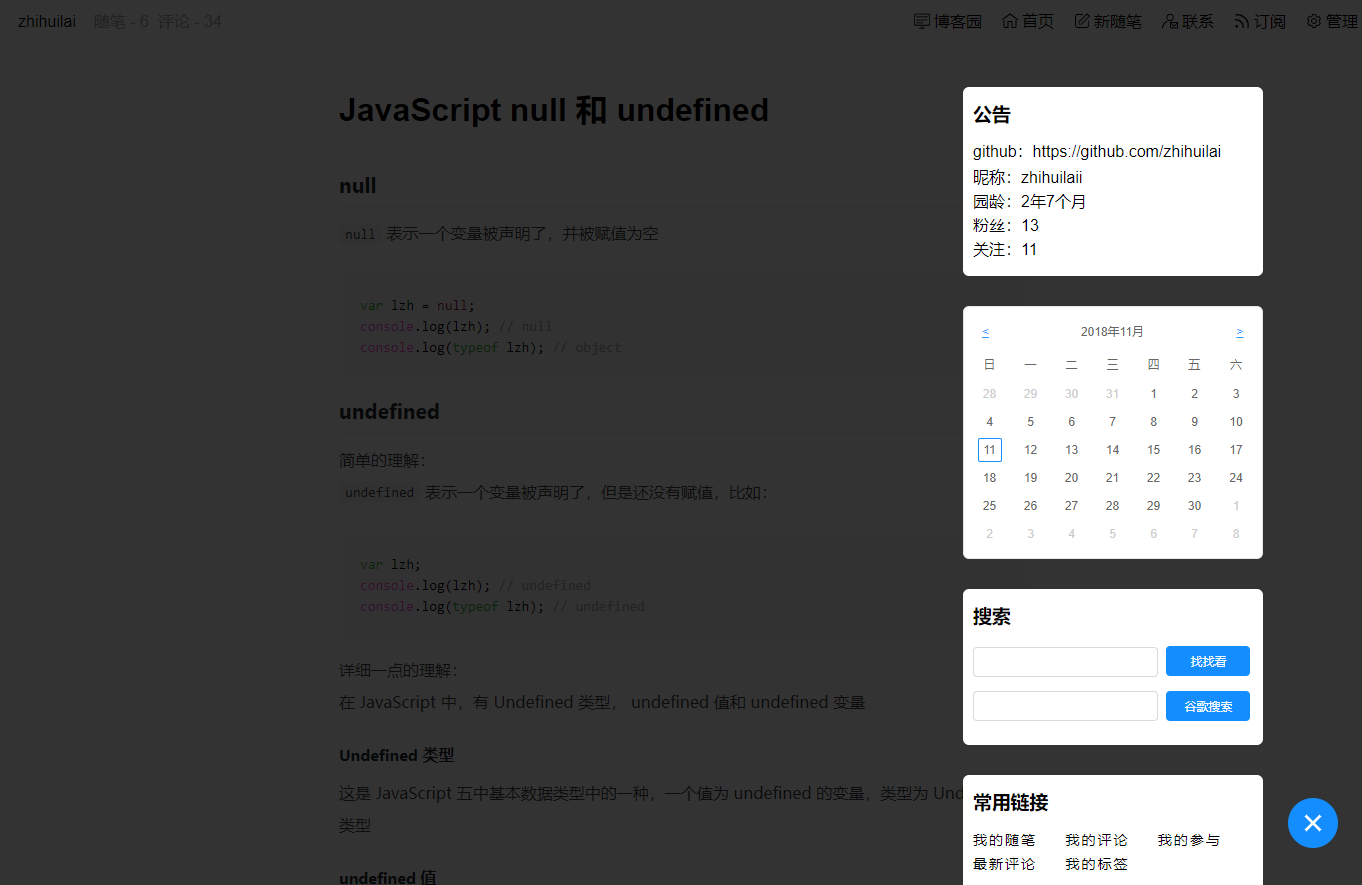 zhihuilai 随笔 - 6 评论 - 34 博客园 首页 新随笔 联系 订阅 管理
JavaScript null 和 undefined
null
null 表示一个变量被声明了，并被赋值为空
var lzh = null;
console.log(lzh); // null
console.log(typeof lzh); // object
undefined
简单的理解：
undefined 表示一个变量被声明了，但是还没有赋值，比如：
var lzh;
console.log(lzh); // undefined
console.log(typeof lzh); // undefined
详细一点的理解：
在 JavaScript 中，有 Undefined 类型， undefined 值和 undefined 变量
Undefined 类型
这是 JavaScript 五中基本数据类型中的一种，一个值为 undefined 的变量，类型为 Und
类型
undefined 值
公告
github：https://github.com/zhihuilai
昵称：zhihuilaii
园龄：2年7个月
粉丝：13
关注：11
< 2018年11月 >
日 一 二 三 四 五 六
28 29 30 31 1 2 3
4 5 6 7 8 9 10
11 12 13 14 15 16 17
18 19 20 21 22 23 24
25 26 27 28 29 30 1
2 3 4 5 6 7 8
搜索
找找看
谷歌搜索
常用链接
我的随笔 我的评论 我的参与
最新评论 我的标签